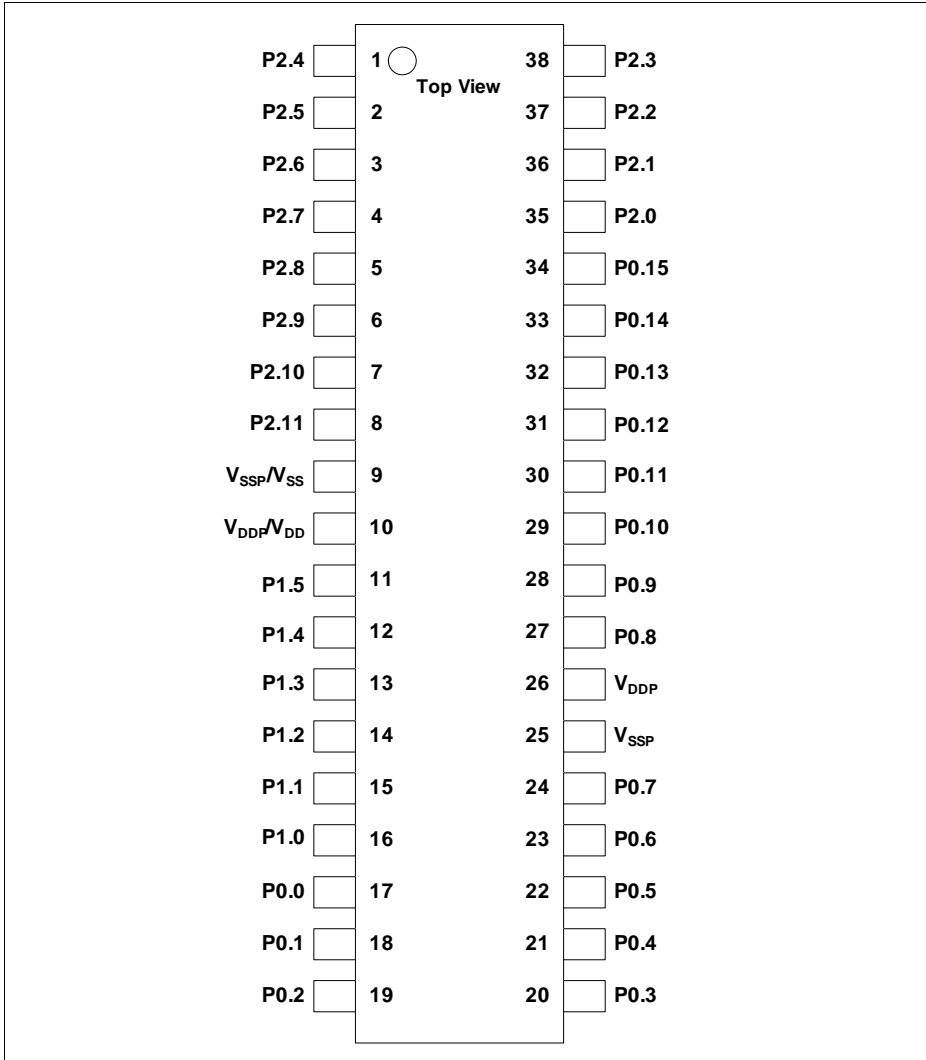 P2.4 1 38 P2.3
Top View
P2.5 2 37 P2.2
P2.6 3 36 P2.1
P2.7 4 35 P2.0
P2.8 5 34 P0.15
P2.9 6 33 P0.14
P2.10 7 32 P0.13
P2.11 8 31 P0.12
VSSP/VSS 9 30 P0.11
VDDP/VDD 10 29 P0.10
P1.5 11 28 P0.9
P1.4 12 27 P0.8
P1.3 13 26 VDDP
P1.2 14 25 VSSP
P1.1 15 24 P0.7
P1.0 16 23 P0.6
P0.0 17 22 P0.5
P0.1 18 21 P0.4
P0.2 19 20 P0.3